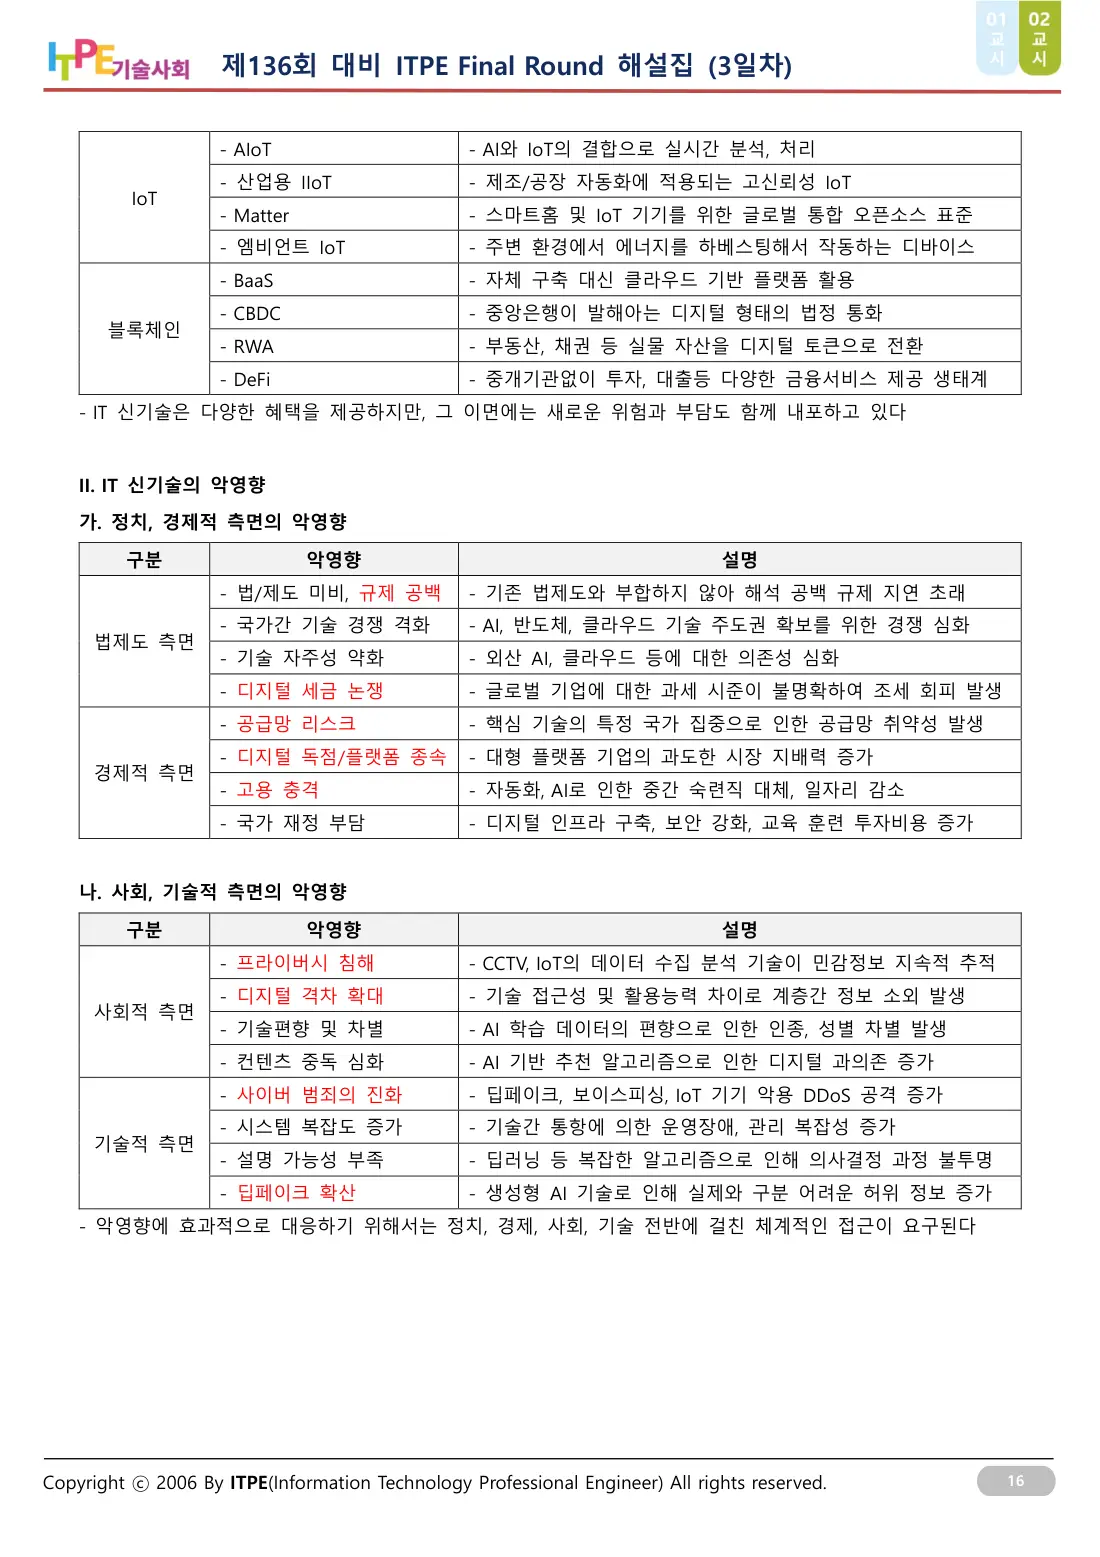 01 교시
02 교시
ITPE기술사회 제136회 대비 ITPE Final Round 해설집 (3일차)
IoT
- AIoT - AI와 IoT의 결합으로 실시간 분석, 처리
- 산업용 IIoT - 제조/공장 자동화에 적용되는 고신뢰성 IoT
- Matter - 스마트홈 및 IoT 기기를 위한 글로벌 통합 오픈소스 표준
- 엠비언트 IoT - 주변 환경에서 에너지를 하베스팅해서 작동하는 디바이스
블록체인
- BaaS - 자체 구축 대신 클라우드 기반 플랫폼 활용
- CBDC - 중앙은행이 발해아는 디지털 형태의 법정 통화
- RWA - 부동산, 채권 등 실물 자산을 디지털 토큰으로 전환
- DeFi - 중개기관없이 투자, 대출등 다양한 금융서비스 제공 생태계
- IT 신기술은 다양한 혜택을 제공하지만, 그 이면에는 새로운 위험과 부담도 함께 내포하고 있다
II. IT 신기술의 악영향
가. 정치, 경제적 측면의 악영향
구분 악영향 설명
법제도 측면
- 법/제도 미비, 규제 공백 - 기존 법제도와 부합하지 않아 해석 공백 규제 지연 초래
- 국가간 기술 경쟁 격화 - AI, 반도체, 클라우드 기술 주도권 확보를 위한 경쟁 심화
- 기술 자주성 약화 - 외산 AI, 클라우드 등에 대한 의존성 심화
- 디지털 세금 논쟁 - 글로벌 기업에 대한 과세 시준이 불명확하여 조세 회피 발생
경제적 측면
- 공급망 리스크 - 핵심 기술의 특정 국가 집중으로 인한 공급망 취약성 발생
- 디지털 독점/플랫폼 종속 - 대형 플랫폼 기업의 과도한 시장 지배력 증가
- 고용 충격 - 자동화, AI로 인한 중간 숙련직 대체, 일자리 감소
- 국가 재정 부담 - 디지털 인프라 구축, 보안 강화, 교육 훈련 투자비용 증가
나. 사회, 기술적 측면의 악영향
구분 악영향 설명
사회적 측면
- 프라이버시 침해 - CCTV, IoT의 데이터 수집 분석 기술이 민감정보 지속적 추적
- 디지털 격차 확대 - 기술 접근성 및 활용능력 차이로 계층간 정보 소외 발생
- 기술편향 및 차별 - AI 학습 데이터의 편향으로 인한 인종, 성별 차별 발생
- 컨텐츠 중독 심화 - AI 기반 추천 알고리즘으로 인한 디지털 과의존 증가
기술적 측면
- 사이버 범죄의 진화 - 딥페이크, 보이스피싱, IoT 기기 악용 DDoS 공격 증가
- 시스템 복잡도 증가 - 기술간 통항에 의한 운영장애, 관리 복잡성 증가
- 설명 가능성 부족 - 딥러닝 등 복잡한 알고리즘으로 인해 의사결정 과정 불투명
- 딥페이크 확산 - 생성형 AI 기술로 인해 실제와 구분 어려운 허위 정보 증가
- 악영향에 효과적으로 대응하기 위해서는 정치, 경제, 사회, 기술 전반에 걸친 체계적인 접근이 요구된다
Copyright ⓒ 2006 By ITPE(Information Technology Professional Engineer) All rights reserved. 16